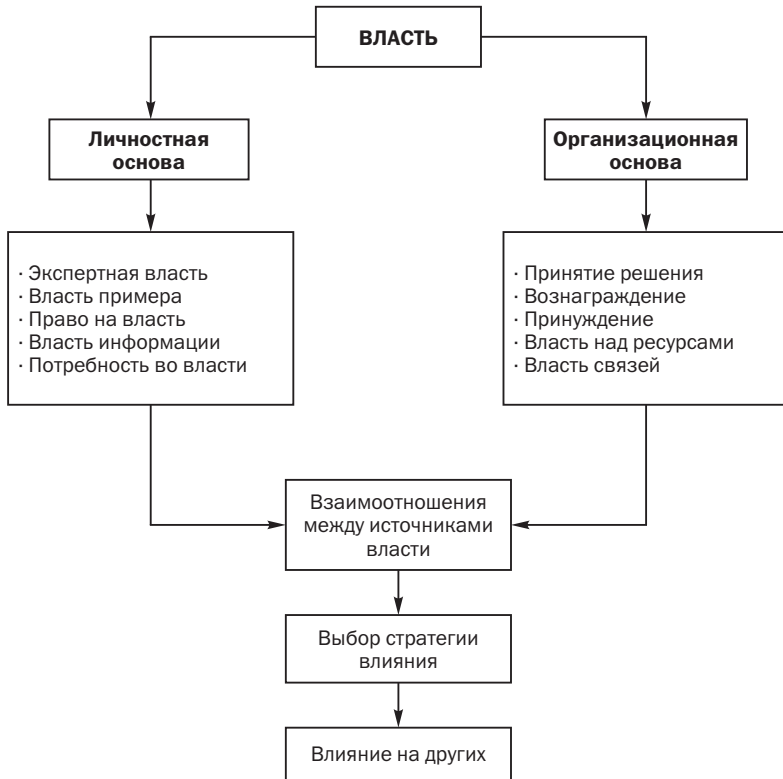 ВЛАСТЬ
Личностная
основа
Организационная
основа
· Экспертная власть
· Власть примера
· Право на власть
· Власть информации
· Потребность во власти
· Принятие решения
· Вознаграждение
· Принуждение
· Власть над ресурсами
· Власть связей
Взаимоотношения
между источниками
власти
Выбор стратегии
влияния
Влияние на других